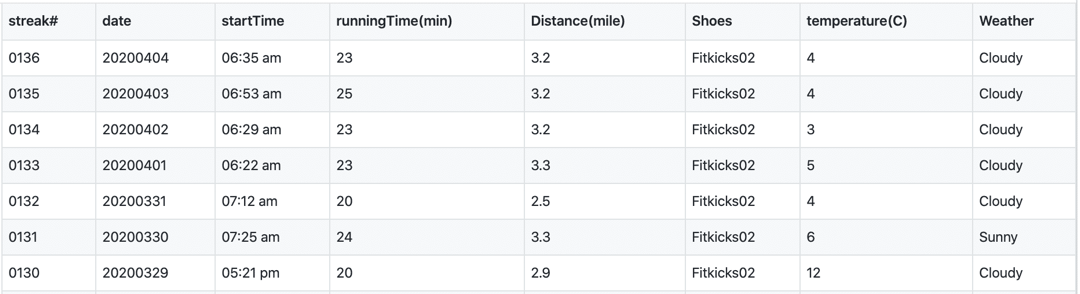 streak# date startTime runningTime(min) Distance(mile) Shoes temperature(C) Weather
0136 20200404 06:35 am 23 3.2 Fitkicks02 4 Cloudy
0135 20200403 06:53 am 25 3.2 Fitkicks02 4 Cloudy
0134 20200402 06:29 am 23 3.2 Fitkicks02 3 Cloudy
0133 20200401 06:22 am 23 3.3 Fitkicks02 5 Cloudy
0132 20200331 07:12 am 20 2.5 Fitkicks02 4 Cloudy
0131 20200330 07:25 am 24 3.3 Fitkicks02 6 Sunny
0130 20200329 05:21 pm 20 2.9 Fitkicks02 12 Cloudy